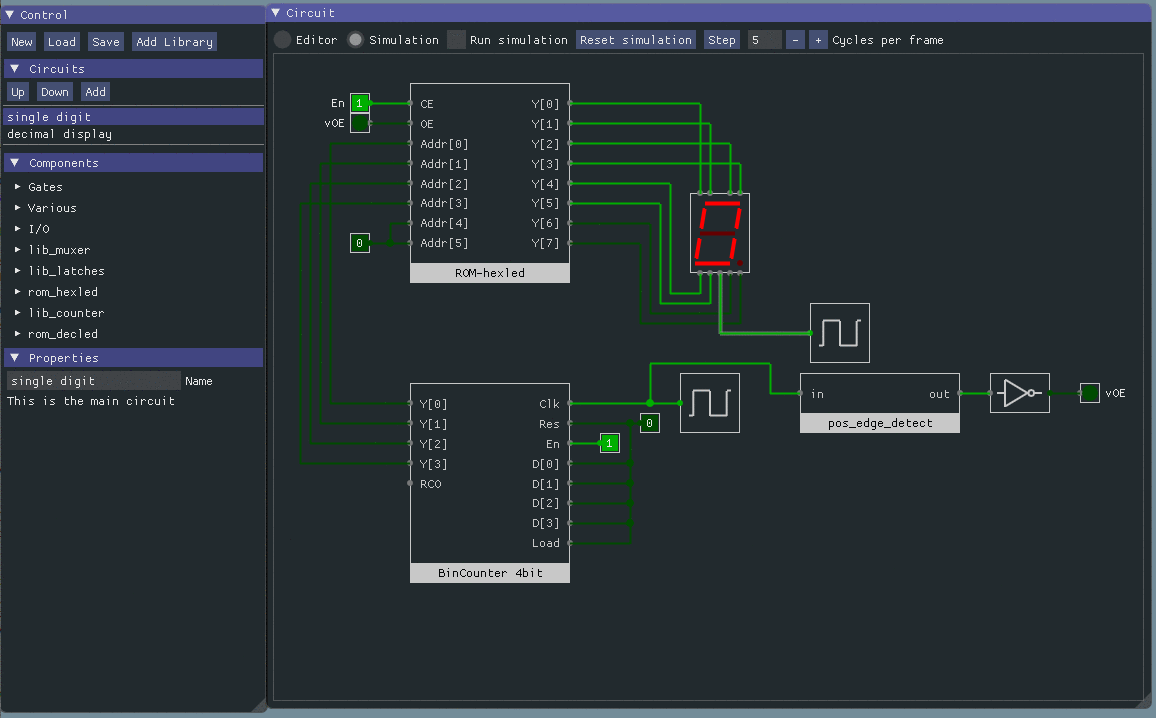 Control
New Load Save Add Library
Circuits
Up Down Add
single digit
decimal display
Components
Gates
Various
I/O
lib_muxer
lib_latches
rom_hexled
lib_counter
rom_decled
Properties
single digit Name
This is the main circuit
Circuit
Editor Simulation Run simulation Reset simulation Step 5 - + Cycles per frame
En 1 CE Y[0]
vOE OE Y[1]
Addr[0] Y[2]
Addr[1] Y[3]
Addr[2] Y[4]
Addr[3] Y[5]
Addr[4] Y[6]
0 Addr[5] Y[7]
ROM-hexled
Y[0] Clk
Y[1] Res 0
Y[2] En 1
Y[3] D[0]
RCO D[1]
D[2]
D[3]
Load
BinCounter 4bit
in out vOE
pos_edge_detect